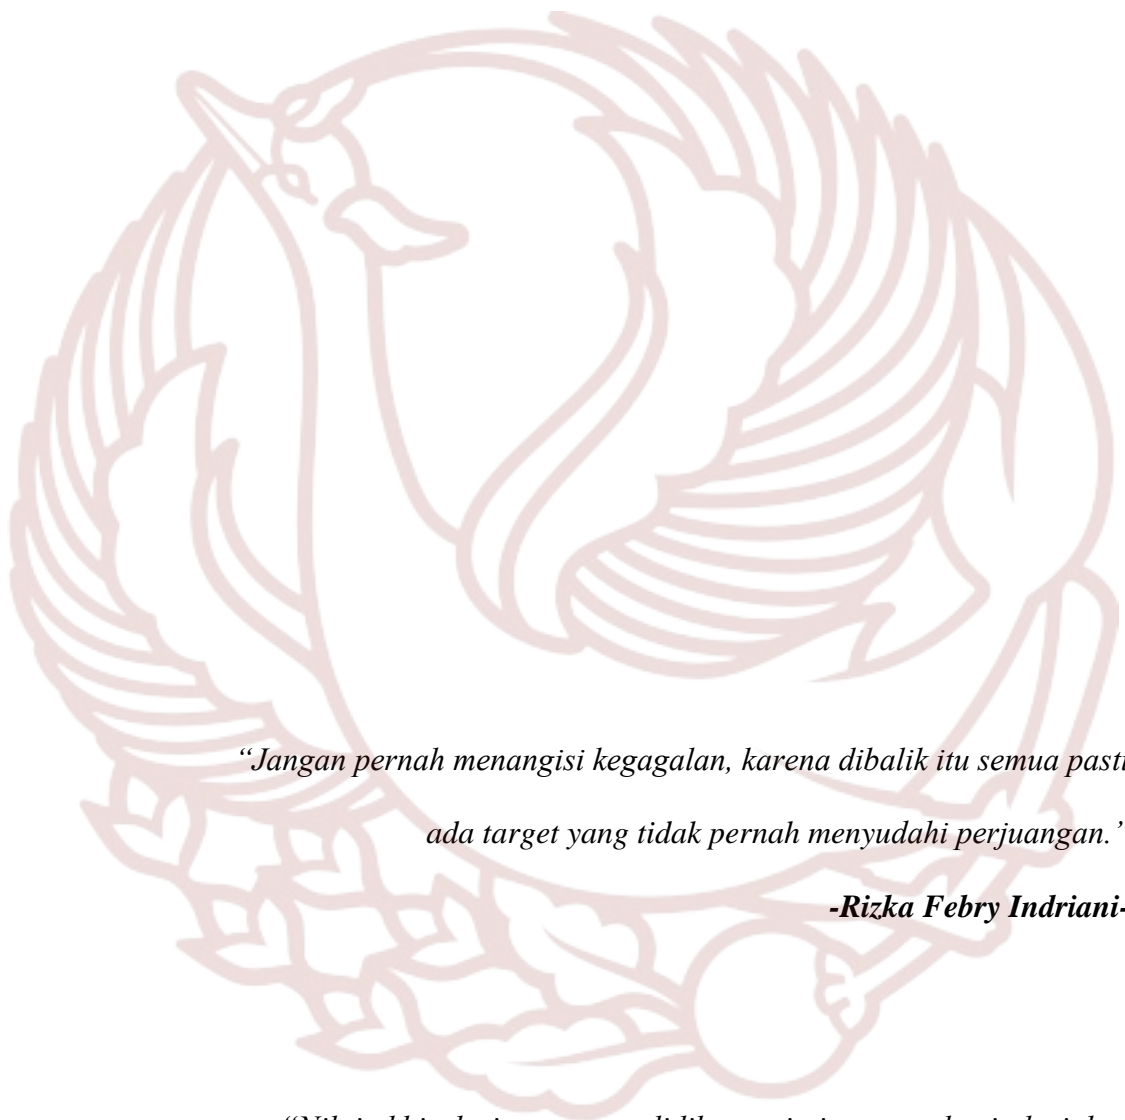 “Jangan pernah menangisi kegagalan, karena dibalik itu semua pasti
ada target yang tidak pernah menyudahi perjuangan.’
-Rizka Febry Indriani-